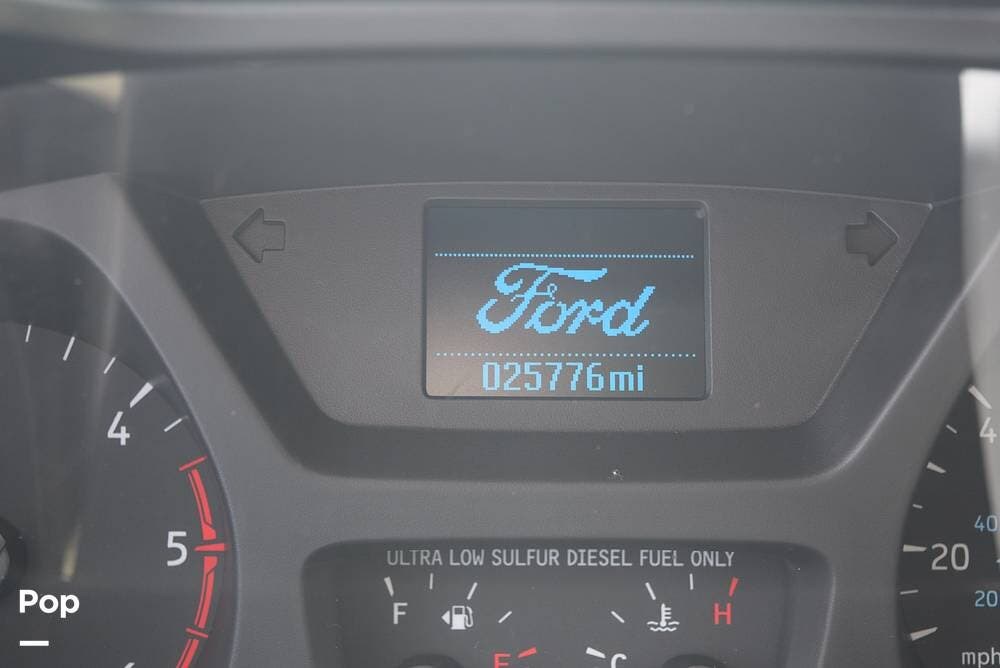 Ford
025776mi
4
5
ULTRA LOW SULFUR DIESEL FUEL ONLY
F
H
E
C
4
40
20
20
mph
Pop